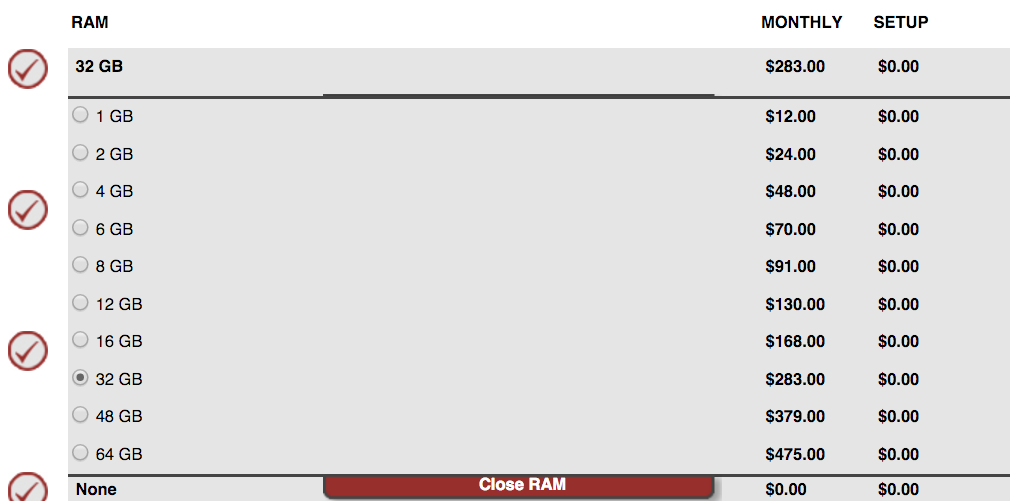 RAM MONTHLY SETUP
32 GB $283.00 $0.00
1 GB $12.00 $0.00
2 GB $24.00 $0.00
4 GB $48.00 $0.00
6 GB $70.00 $0.00
8 GB $91.00 $0.00
12 GB $130.00 $0.00
16 GB $168.00 $0.00
32 GB $283.00 $0.00
48 GB $379.00 $0.00
64 GB $475.00 $0.00
Close RAM
None $0.00 $0.00